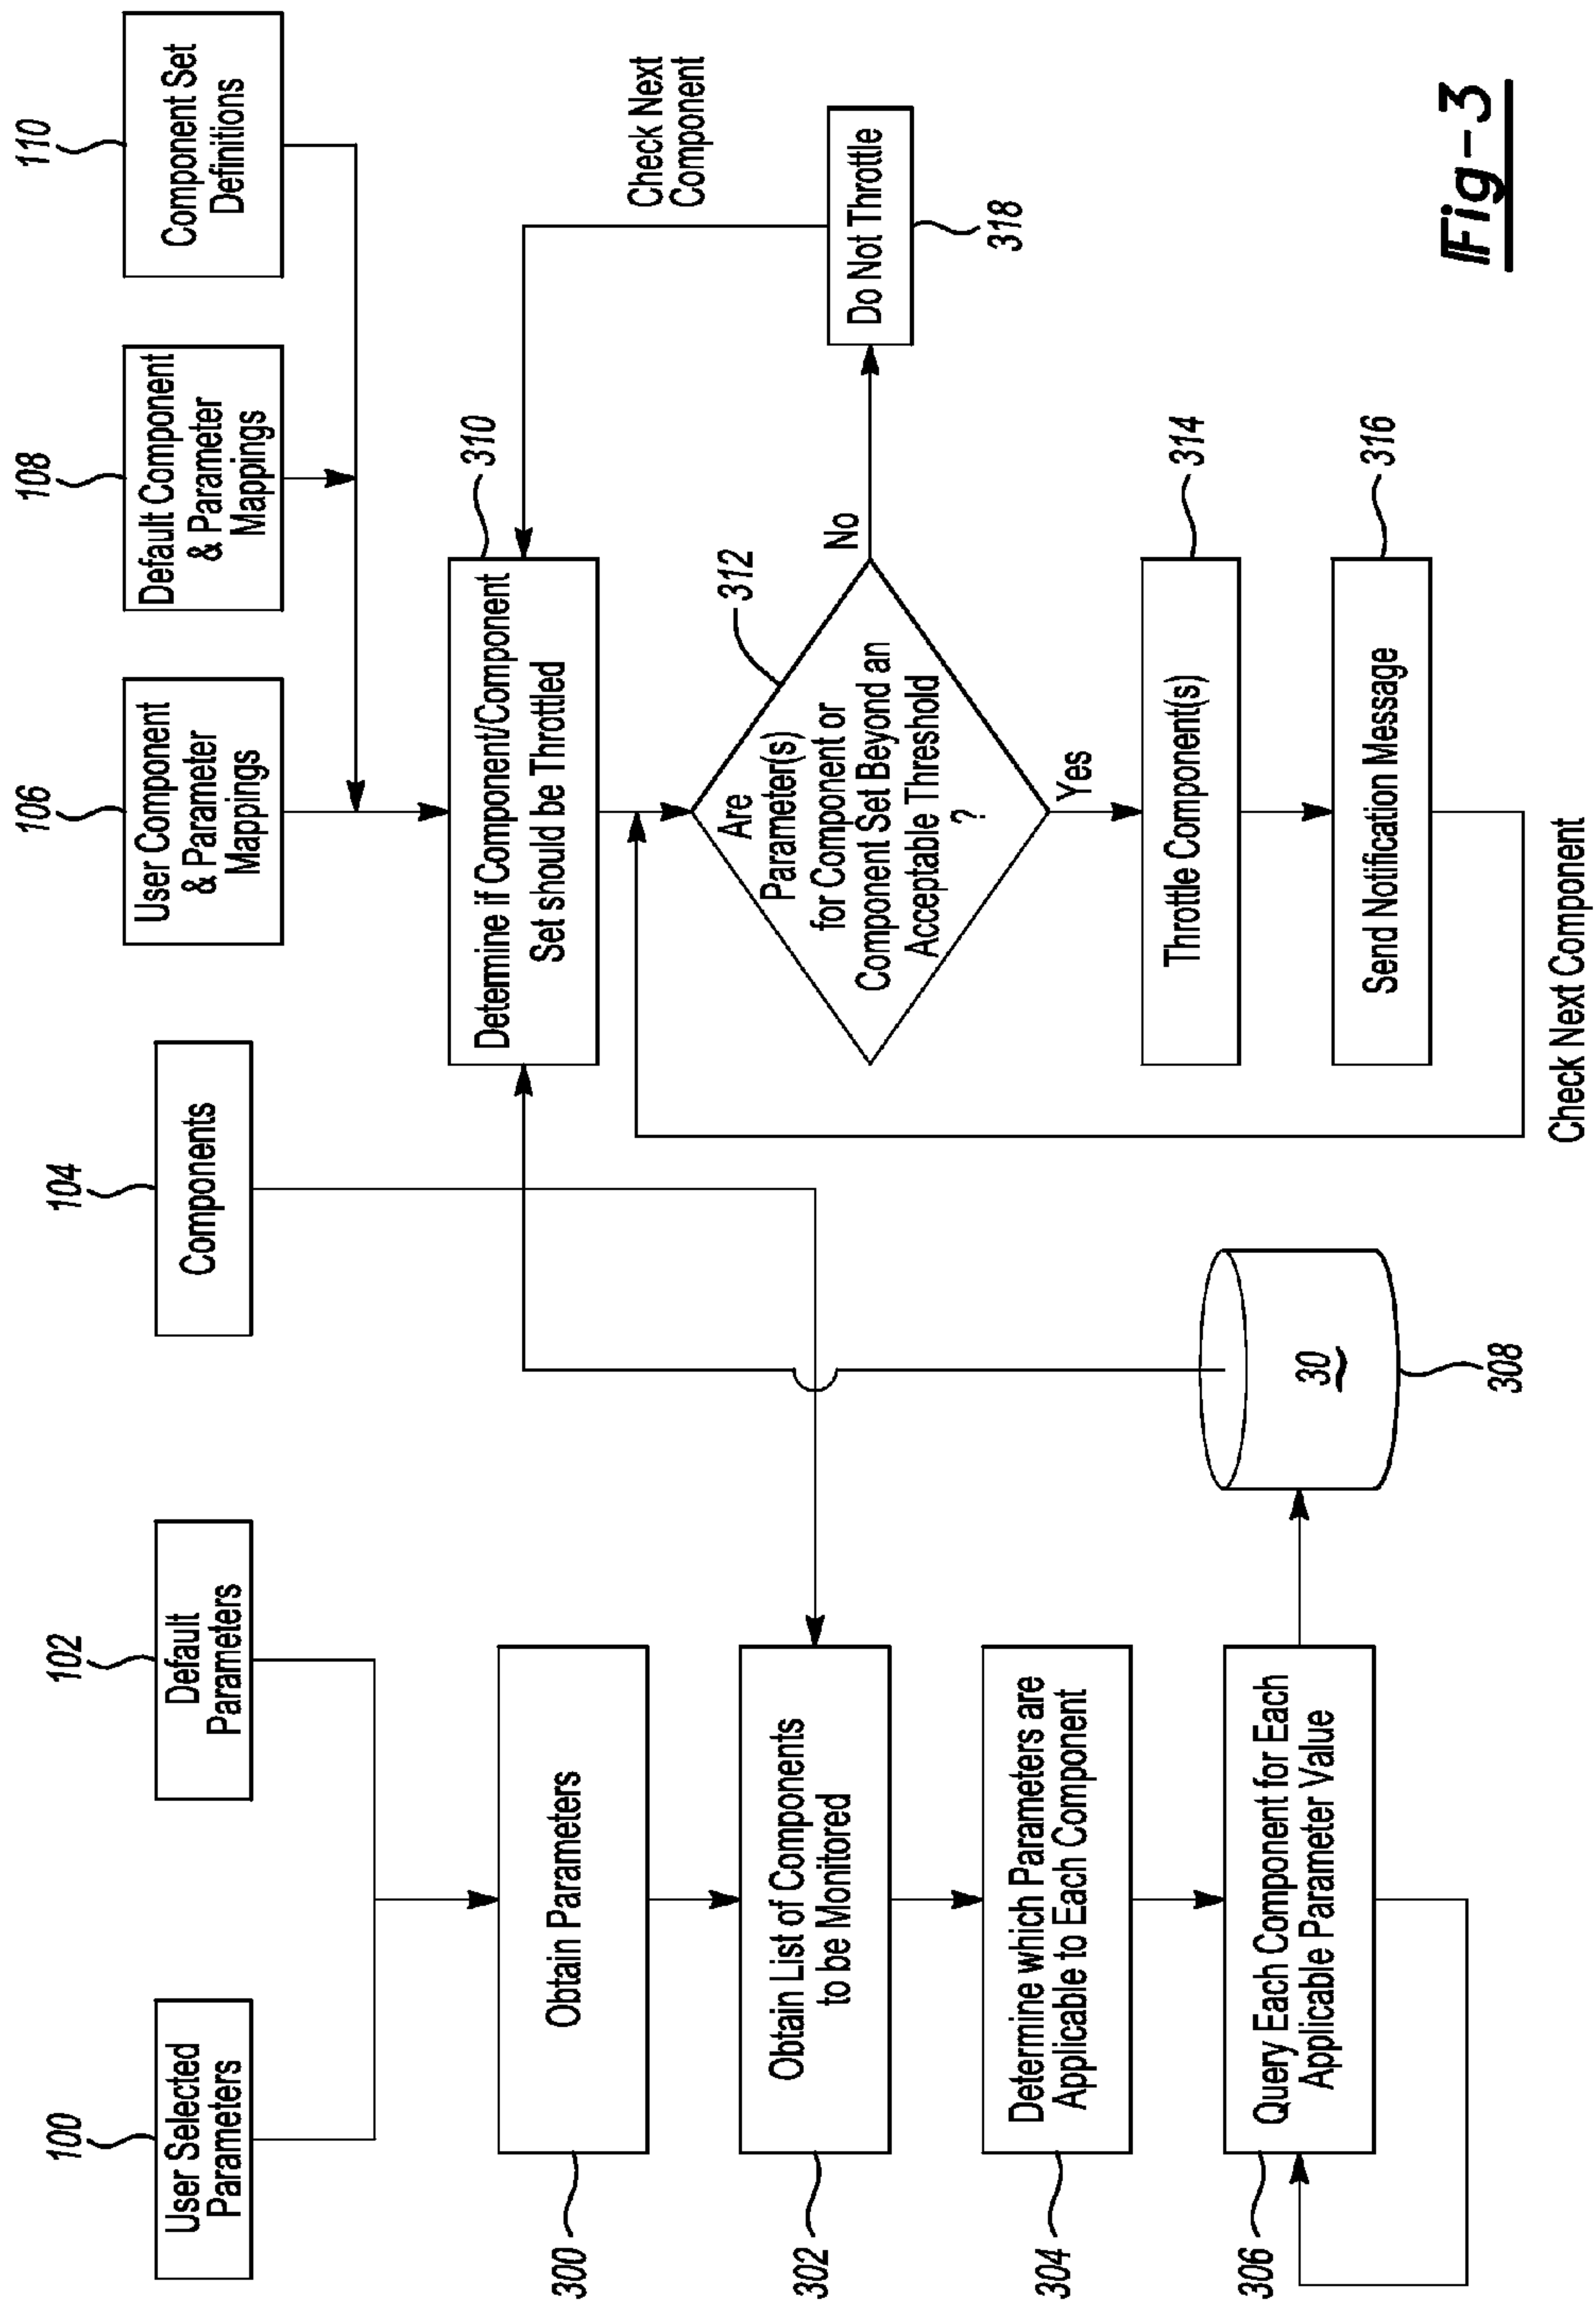 100
User Selected
Parameters
102
Default
Parameters
104
Components
106
User Component
& Parameter
Mappings
108
Default Component
& Parameter
Mappings
110
Component Set
Definitions
300
Obtain Parameters
302
Obtain List of Components
to be Monitored
304
Determine which Parameters are
Applicable to Each Component
306
Query Each Component for Each
Applicable Parameter Value
30
308
310
Determine if Component/Component
Set should be Throttled
312
Are
Parameter(s)
for Component or
Component Set Beyond an
Acceptable Threshold
?
No
Yes
Check Next
Component
Do Not Throttle
318
314
Throttle Component(s)
316
Send Notification Message
Check Next Component
Fig-3